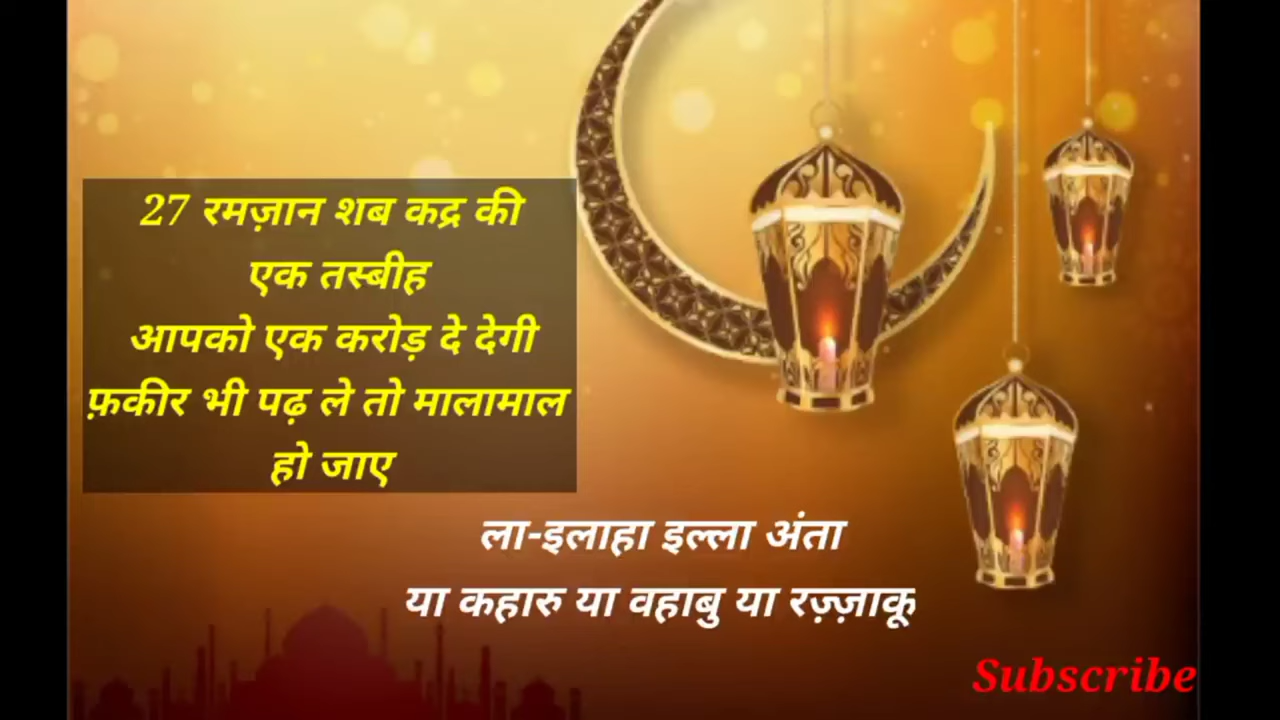 27 रमज़ान शब कद्र की
एक तस्बीह
आपको एक करोड़ दे देगी
फ़कीर भी पढ़ ले तो मालामाल
हो जाए
ला-इलाहा इल्ला अंता
या कहारु या वहाबु या रज़्ज़ाकू
Subscribe